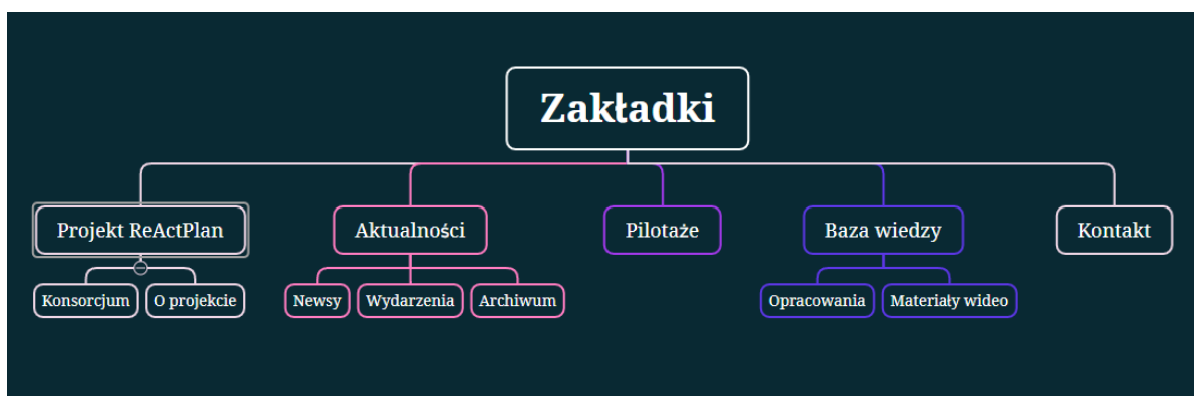 Zakładki
Projekt ReActPlan
Aktualności
Pilotaże
Baza wiedzy
Kontakt
Konsorcjum
O projekcie
Newsy
Wydarzenia
Archiwum
Opracowania
Materiały wideo